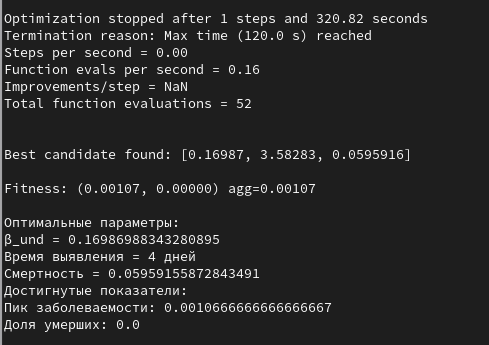 Optimization stopped after 1 steps and 320.82 seconds
Termination reason: Max time (120.0 s) reached
Steps per second = 0.00
Function evals per second = 0.16
Improvements/step = NaN
Total function evaluations = 52
Best candidate found: [0.16987, 3.58283, 0.0595916]
Fitness: (0.00107, 0.00000) agg=0.00107
Оптимальные параметры:
β_und = 0.16986988343280895
Время выявления = 4 дней
Смертность = 0.05959155872843491
Достигнутые показатели:
Пик заболеваемости: 0.0010666666666666667
Доля умерших: 0.0